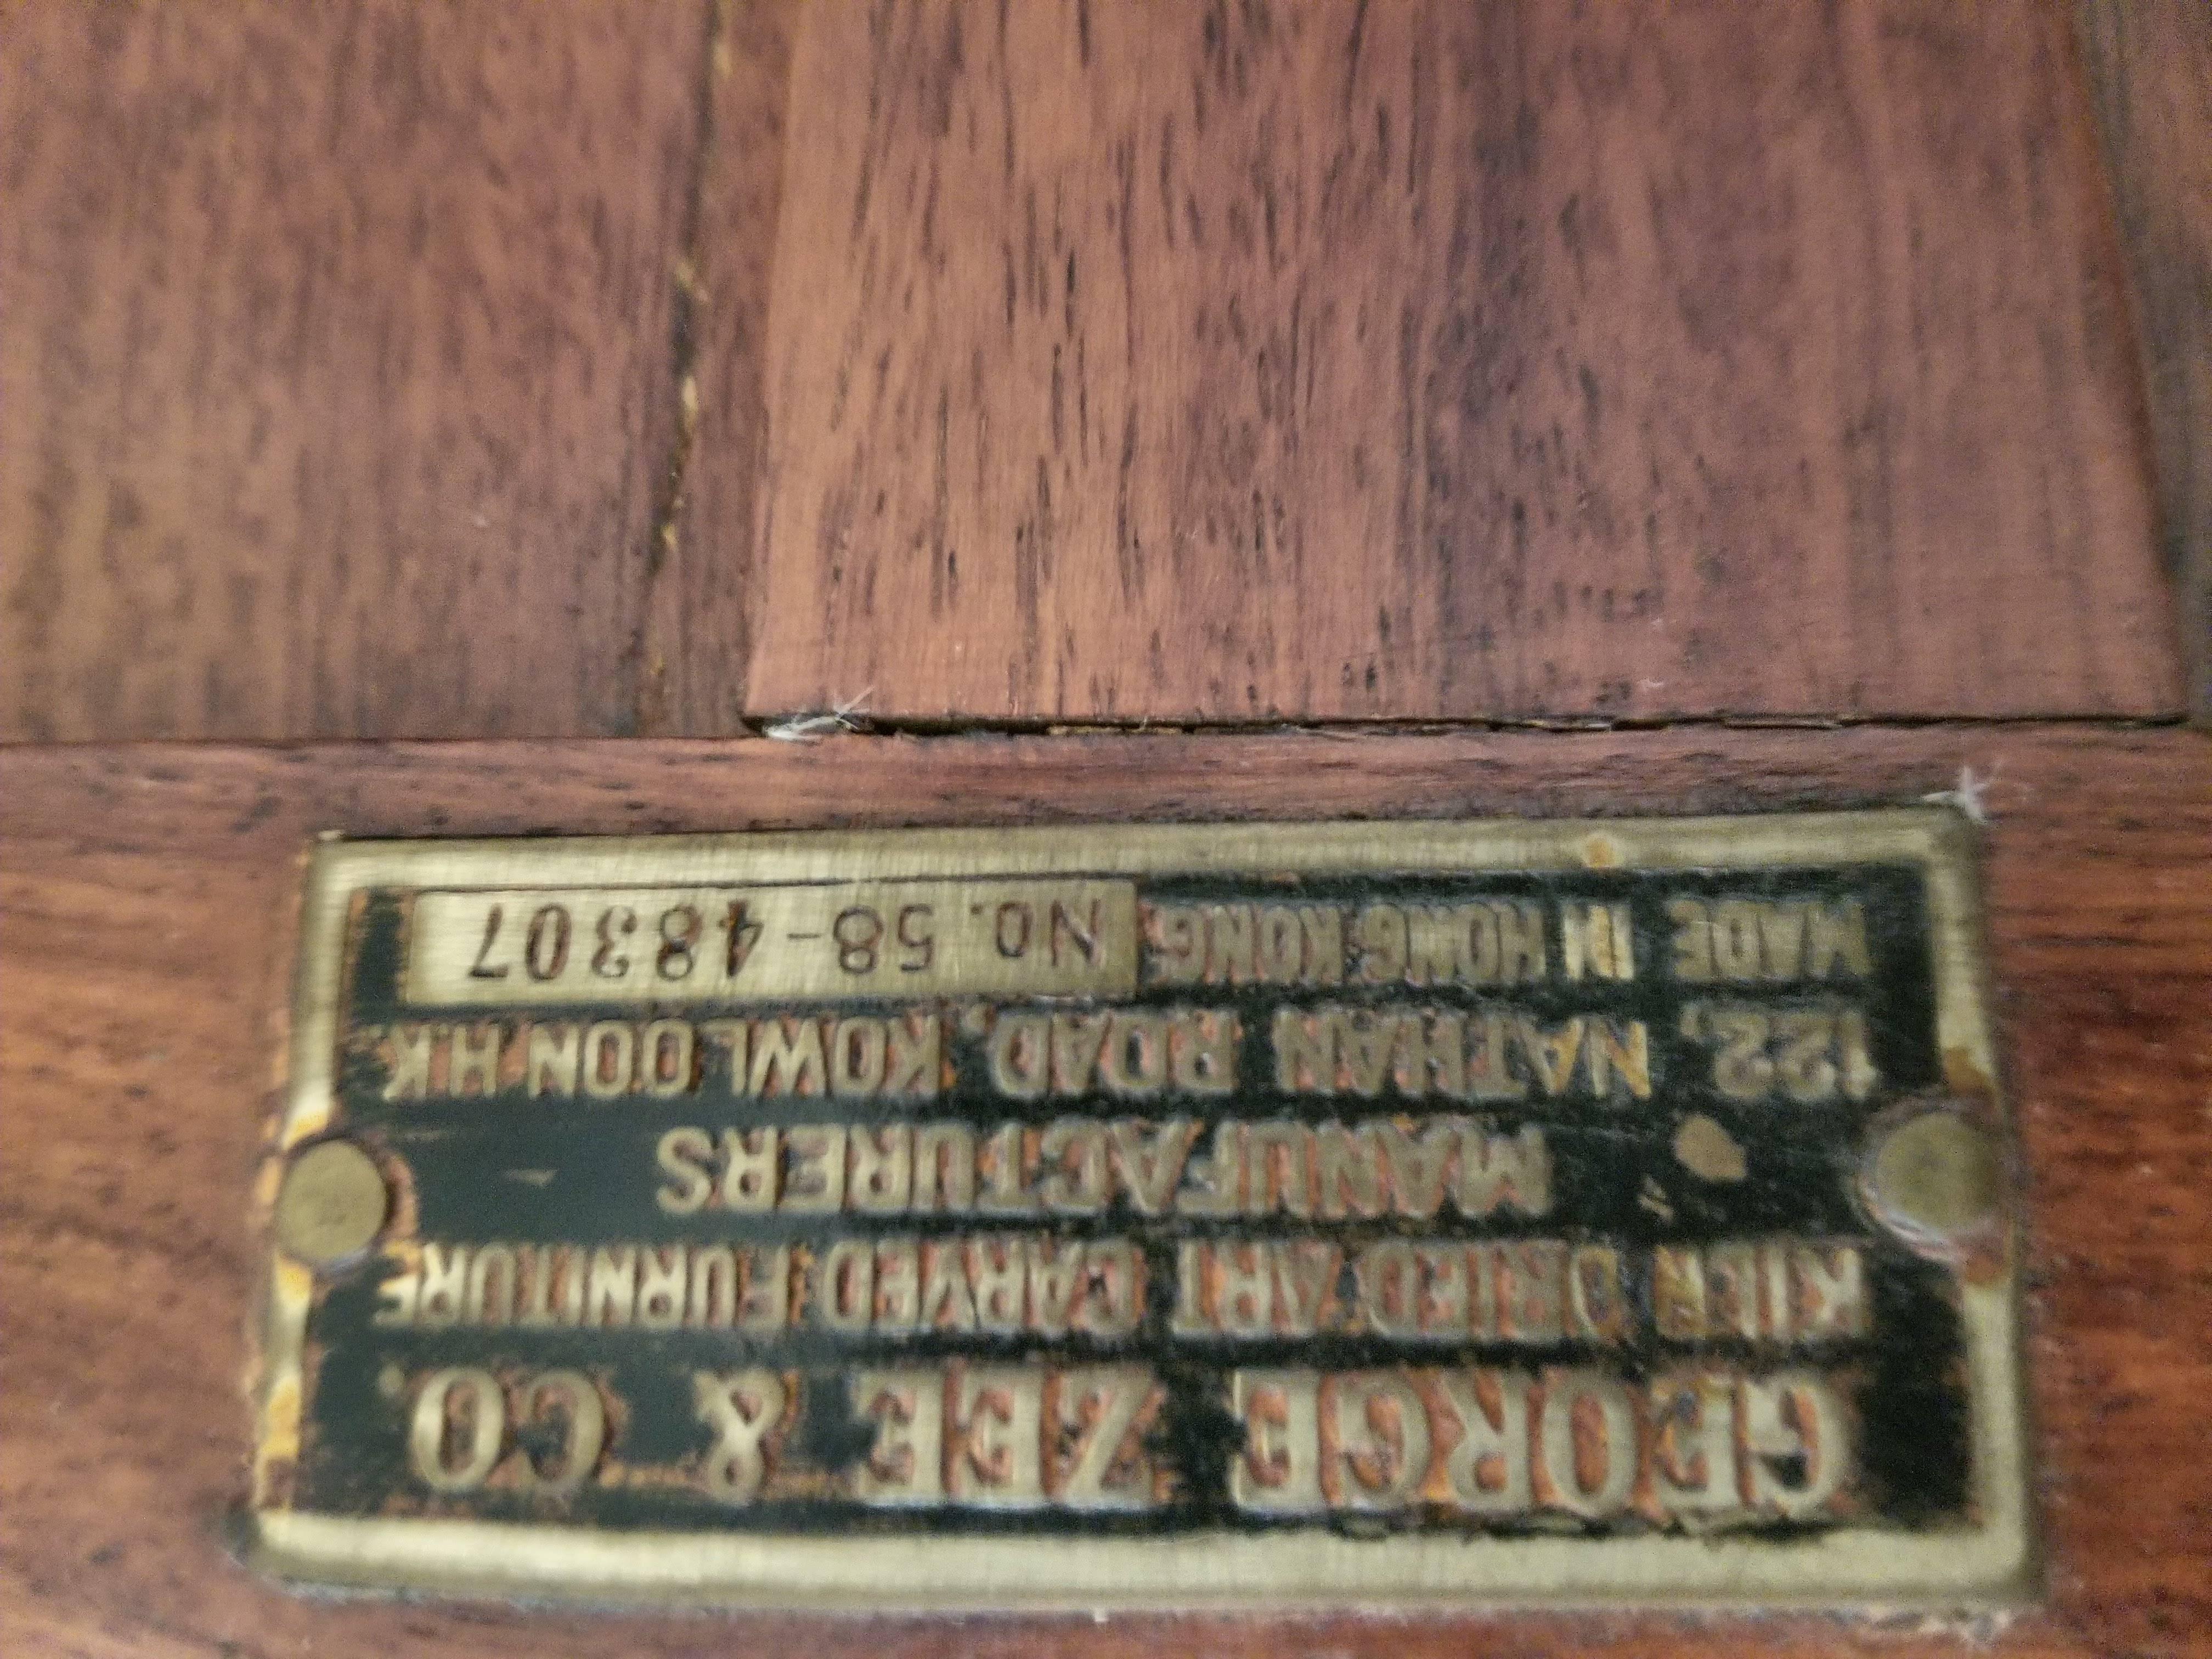 GEORGE ZEE & CO.
KILN DRIED ART CARVED FURNITURE
MANUFACTURERS
122, NATHAN ROAD, KOWLOON H.K.
MADE IN HONG KONG No. 58-48307